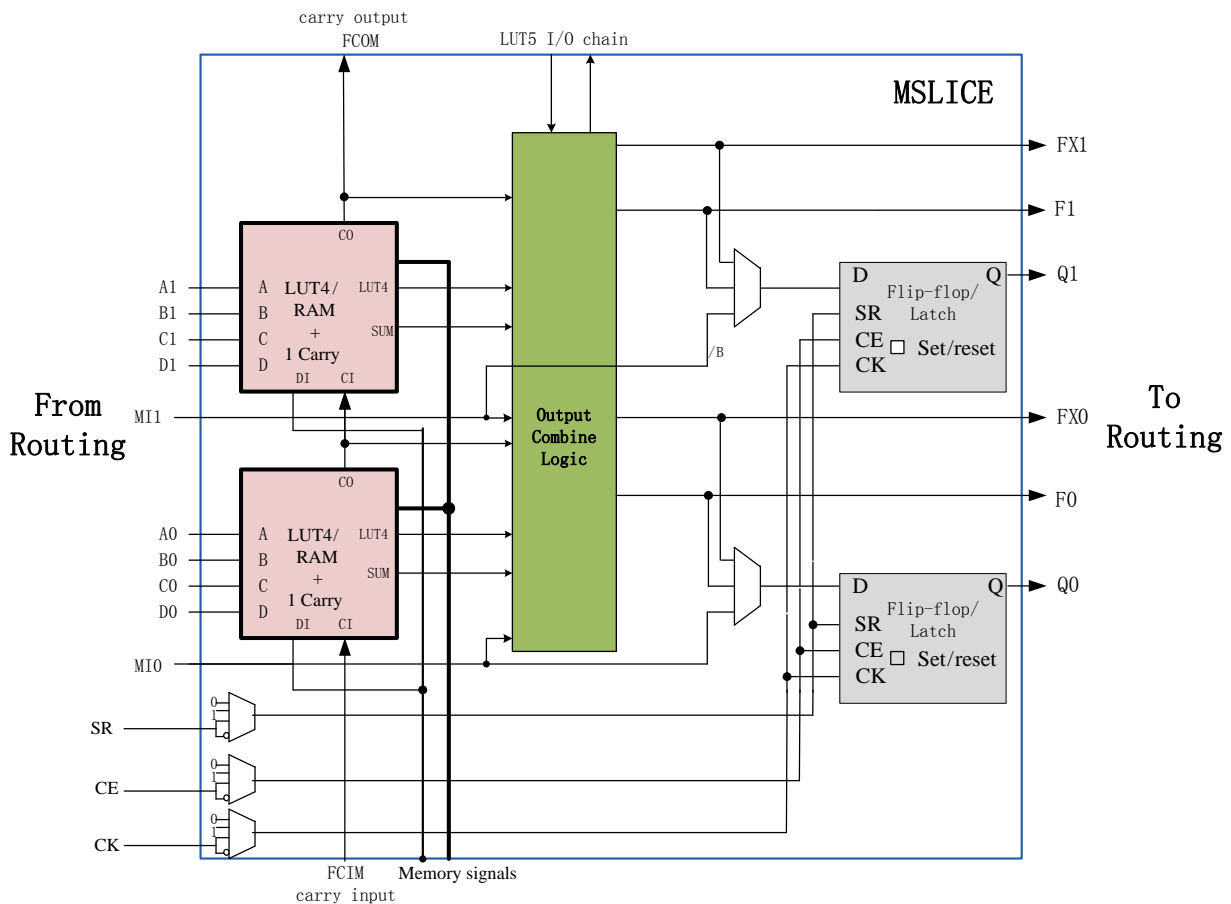 carry output
FCOM
LUT5 I/O chain
MSLICE
FX1
F1
CO
A1
B1
C1
D1
A
B
C
D
LUT4/
RAM
+
1 Carry
LUT4
SUM
DI
CI
D
Q
Q1
Flip-flop/
Latch
SR
CE
CK
Set/reset
/B
From
Routing
MI1
Output
Combine
Logic
FX0
To
Routing
CO
F0
A0
B0
C0
D0
A
B
C
D
LUT4/
RAM
+
1 Carry
LUT4
SUM
DI
CI
D
Q
Q0
Flip-flop/
Latch
SR
CE
CK
Set/reset
MI0
0
1
SR
0
1
CE
0
1
CK
FCIM
carry input
Memory signals